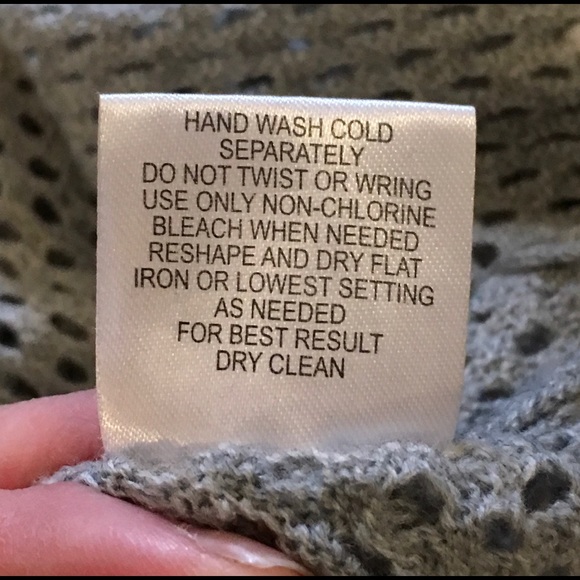 HAND WASH COLD
SEPARATELY
DO NOT TWIST OR WRING
USE ONLY NON-CHLORINE
BLEACH WHEN NEEDED
RESHAPE AND DRY FLAT
IRON OR LOWEST SETTING
AS NEEDED
FOR BEST RESULT
DRY CLEAN